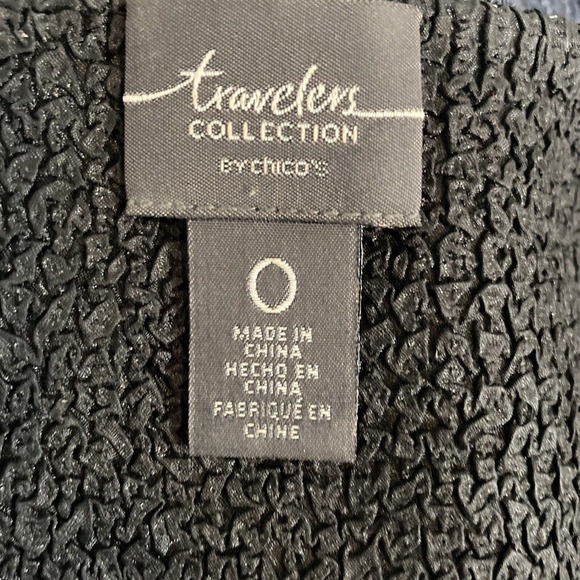 travelers
COLLECTION
BY CHICO'S
0
MADE IN
CHINA
HECHO EN
CHINA
FABRIQUÉ EN
CHINE